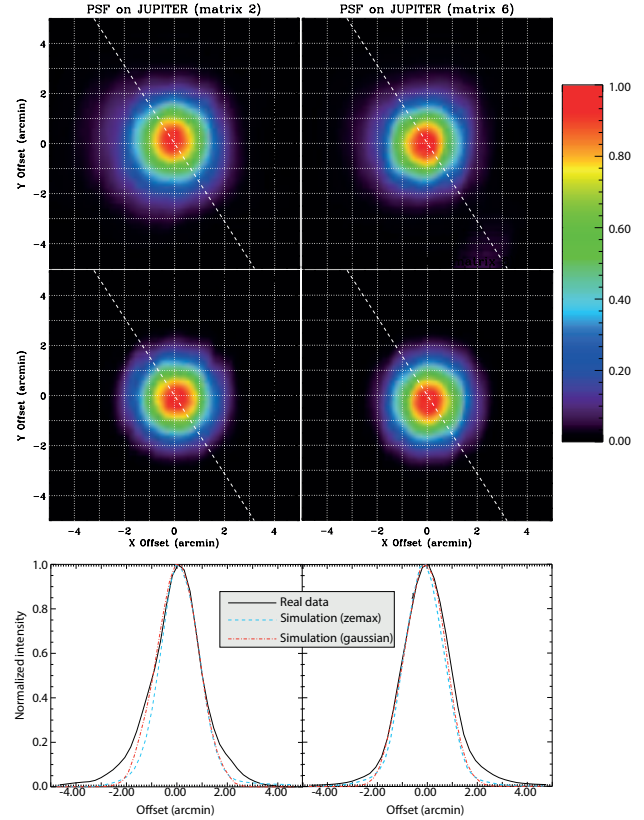 PSF on JUPITER (matrix 2)
PSF on JUPITER (matrix 6)
4
2
0
-2
-4
Y Offset (arcmin)
4
2
0
-2
-4
Y Offset (arcmin)
-4 -2 0 2 4
X Offset (arcmin)
-4 -2 0 2 4
X Offset (arcmin)
1.00
0.80
0.60
0.40
0.20
0.00
1.0
0.8
0.6
0.4
0.2
0.0
Normalized intensity
Real data
Simulation (zemax)
Simulation (gaussian)
-4.00 -2.00 0.00 2.00 4.00
Offset (arcmin)
-4.00 -2.00 0.00 2.00 4.00
Offset (arcmin)